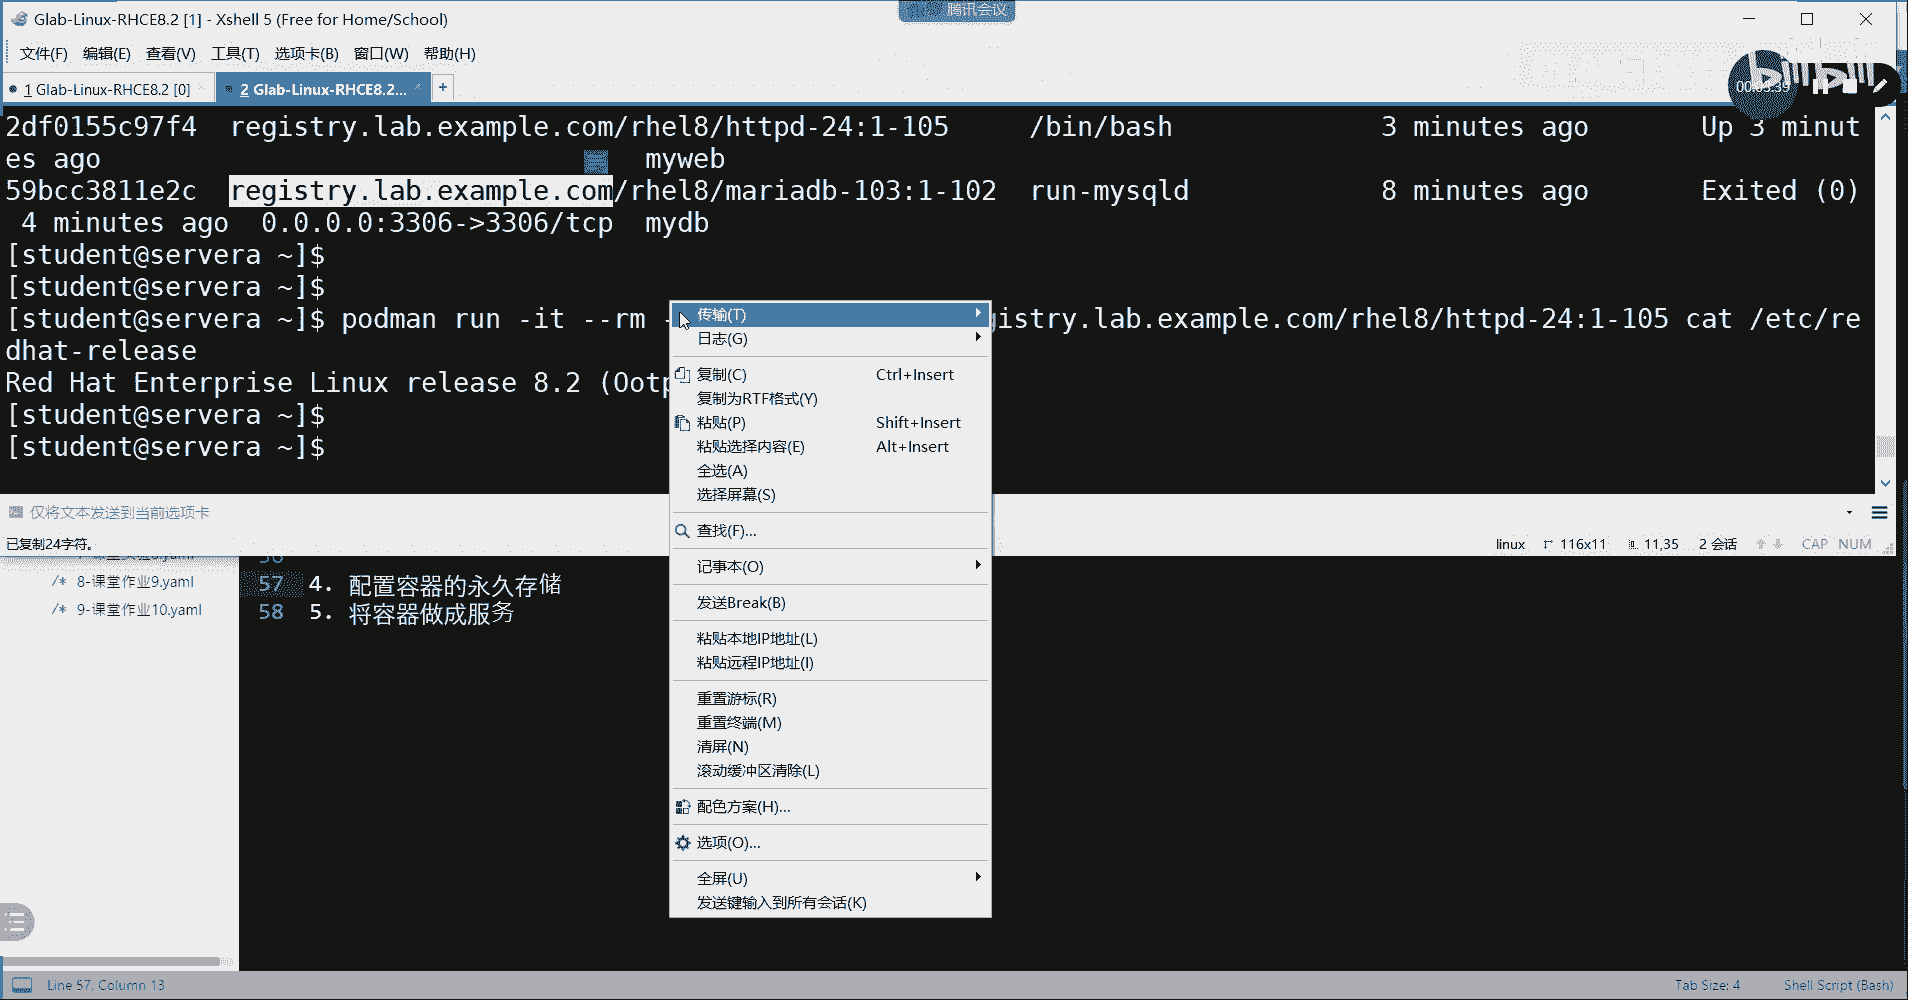 Glab-Linux-RHCE8.2 [1] - Xshell 5 (Free for Home/School)
腾讯会议
文件(F) 编辑(E) 查看(V) 工具(T) 选项卡(B) 窗口(W) 帮助(H)
1 Glab-Linux-RHCE8.2 [0]
2 Glab-Linux-RHCE8.2...
+
2df0155c97f4 registry.lab.example.com/rhel8/httpd-24:1-105 /bin/bash 3 minutes ago Up 3 minut
es ago myweb
59bcc3811e2c registry.lab.example.com/rhel8/mariadb-103:1-102 run-mysqld 8 minutes ago Exited (0)
4 minutes ago 0.0.0.0:3306->3306/tcp mydb
[student@servera ~]$
[student@servera ~]$
[student@servera ~]$ podman run -it --rm - istry.lab.example.com/rhel8/httpd-24:1-105 cat /etc/re
dhat-release
Red Hat Enterprise Linux release 8.2 (Ootp
[student@servera ~]$
[student@servera ~]$
传输(T)
日志(G)
复制(C) Ctrl+Insert
复制为RTF格式(Y)
粘贴(P) Shift+Insert
粘贴选择内容(E) Alt+Insert
全选(A)
选择屏幕(S)
查找(F)...
记事本(O)
发送Break(B)
粘贴本地IP地址(L)
粘贴远程IP地址(I)
重置游标(R)
重置终端(M)
清屏(N)
滚动缓冲区清除(L)
配色方案(H)...
选项(O)...
全屏(U)
发送键输入到所有会话(K)
仅将文本发送到当前选项卡
已复制24字符。
linux 116x11 11,35 2 会话 CAP NUM
/* 8-课堂作业9.yaml
/* 9-课堂作业10.yaml
57 4. 配置容器的永久存储
58 5. 将容器做成服务
Line 57, Column 13
Tab Size: 4 Shell Script (Bash)